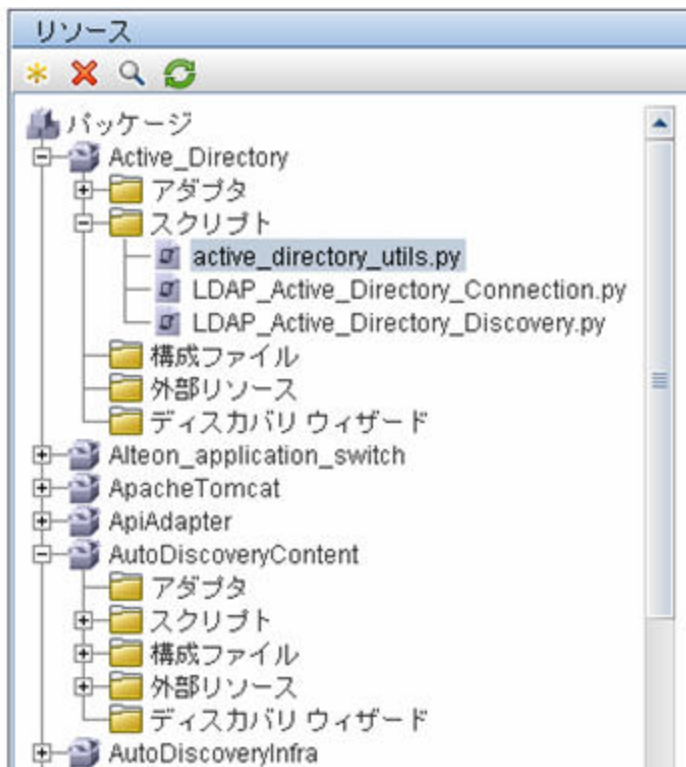 リソース
パッケージ
Active_Directory
アダプタ
スクリプト
active_directory_utils.py
LDAP_Active_Directory_Connection.py
LDAP_Active_Directory_Discovery.py
構成ファイル
外部リソース
ディスカバリ ウィザード
Alteon_application_switch
ApacheTomcat
ApiAdapter
AutoDiscoveryContent
アダプタ
スクリプト
構成ファイル
外部リソース
ディスカバリ ウィザード
AutoDiscoveryInfra